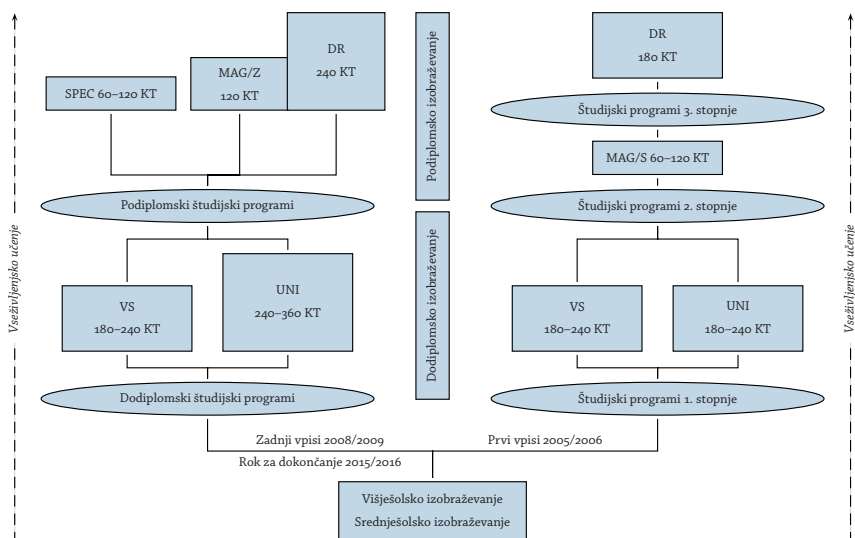 DR
240 KT
MAG/Z
120 KT
SPEC 60–120 KT
Podiplomski študijski programi
VS
180–240 KT
UNI
240–360 KT
Dodiplomski študijski programi
Podiplomsko izobraževanje
Dodiplomsko izobraževanje
DR
180 KT
Študijski programi 3. stopnje
MAG/S 60–120 KT
Študijski programi 2. stopnje
VS
180–240 KT
UNI
180–240 KT
Študijski programi 1. stopnje
Zadnji vpisi 2008/2009
Rok za dokončanje 2015/2016
Prvi vpisi 2005/2006
Višješolsko izobraževanje
Srednješolsko izobraževanje
Vseživljenjsko učenje
Vseživljenjsko učenje